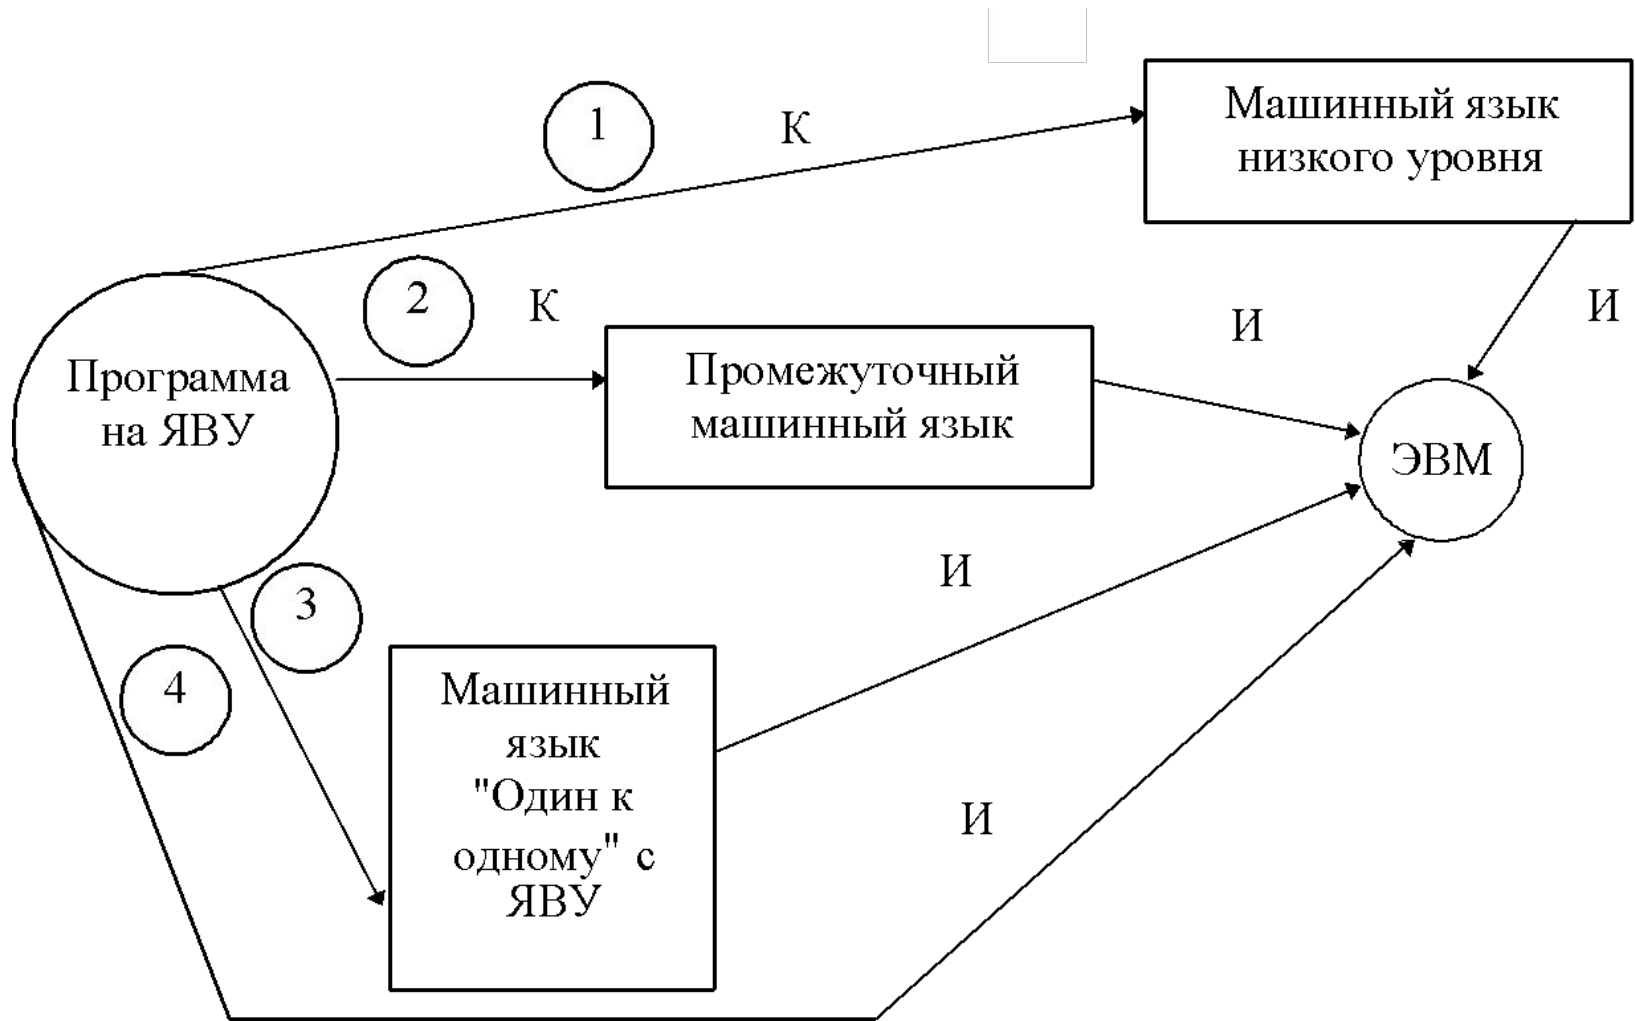 1
К
Машинный язык
низкого уровня
2
К
И
И
Программа
на ЯВУ
Промежуточный
машинный язык
ЭВМ
И
3
4
Машинный
язык
"Один к
одному" с
ЯВУ
И